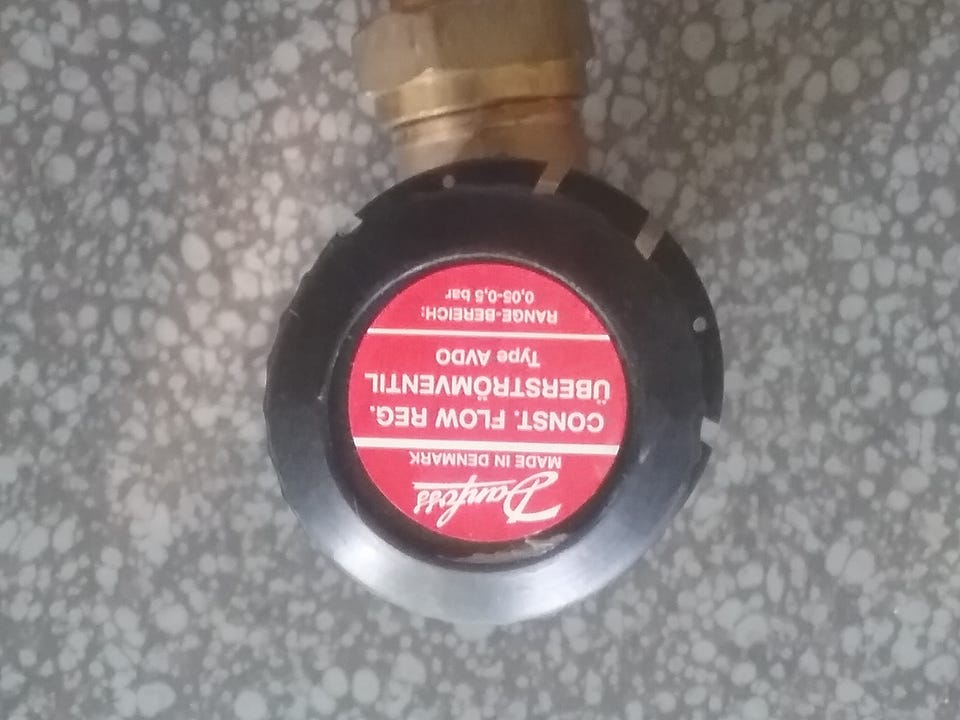 Danfoss
MADE IN DENMARK
CONST. FLOW REG.
ÜBERSTRÖMVENTIL
Type AVDO
RANGE-BEREICH:
0,05-0,5 bar